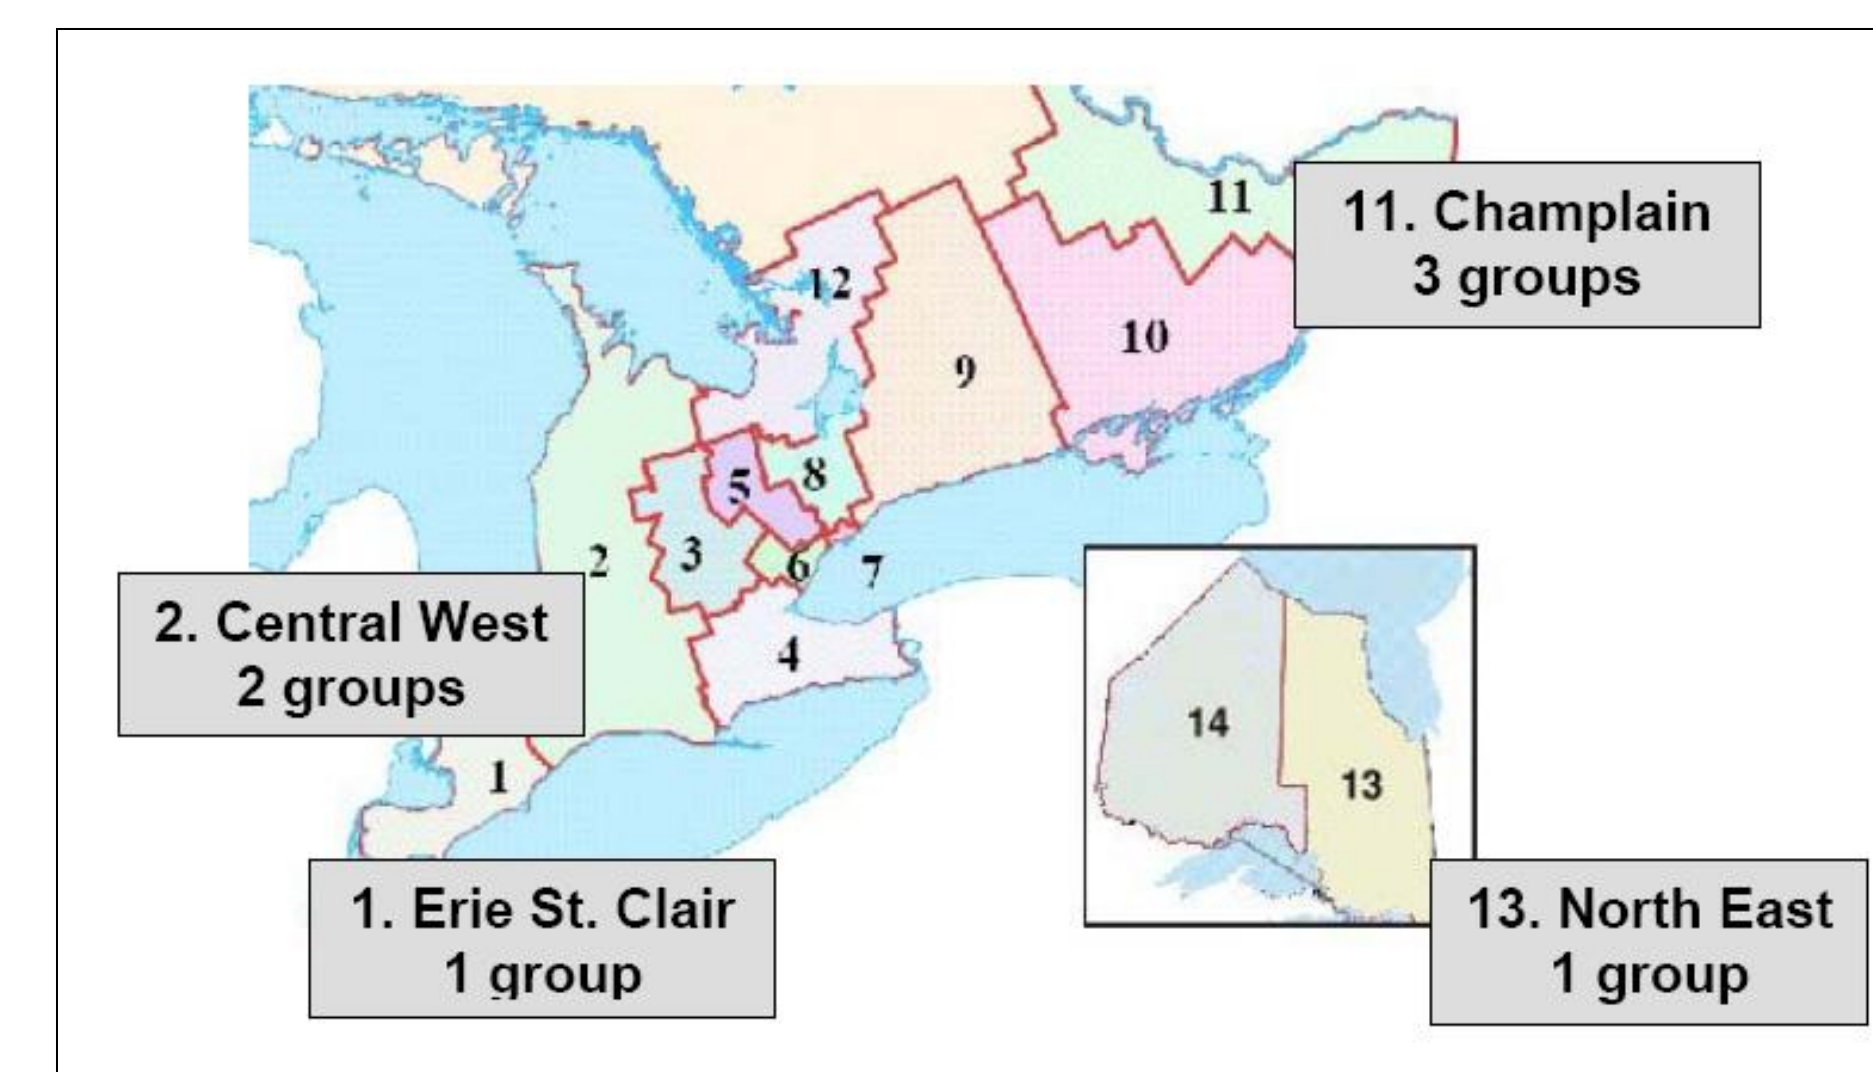 11
11. Champlain
3 groups
12
10
9
8
5
3
2
6
7
2. Central West
2 groups
4
1
14
13
1. Erie St. Clair
1 group
13. North East
1 group